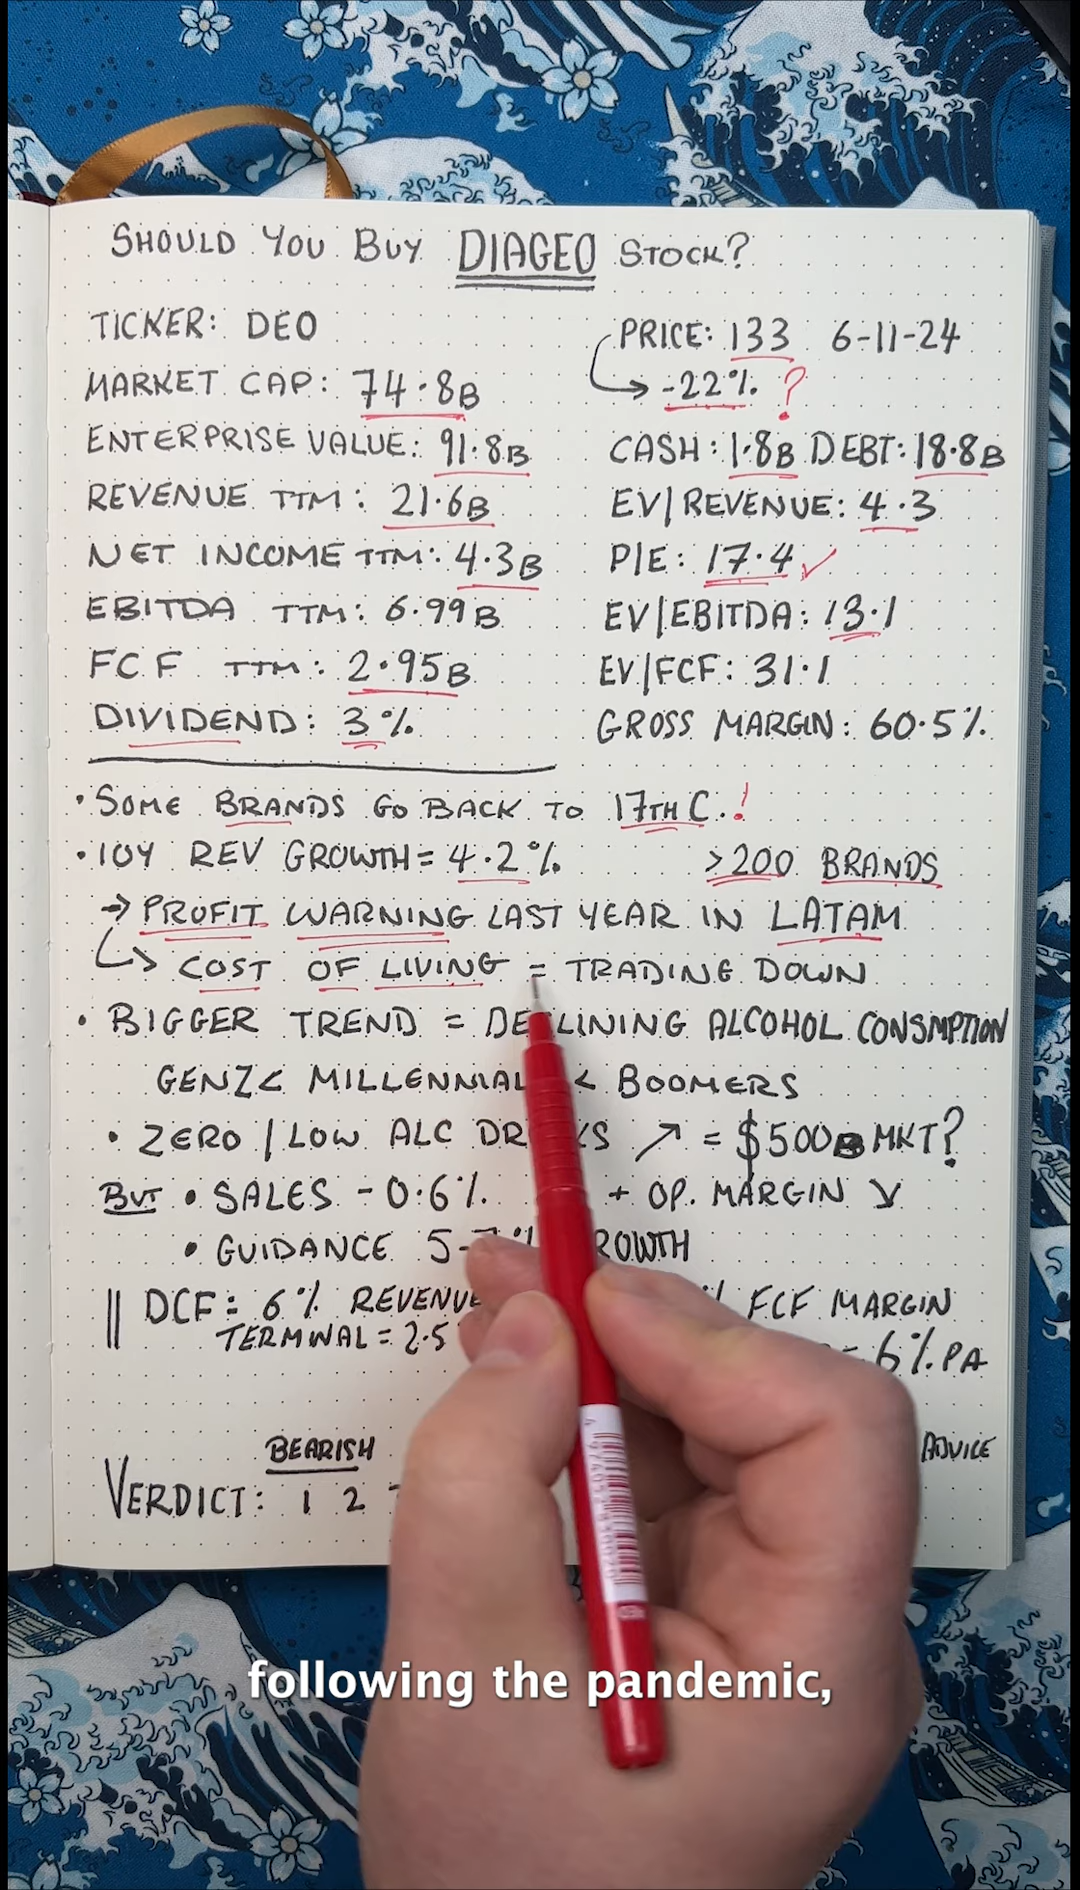 SHOULD YOU BUY DIAGEO STOCK?
TICKER: DEO
PRICE: 133 6-11-24
MARKET CAP: 74.8B
-22% ?
ENTERPRISE VALUE: 91.8B
CASH: 1.8B DEBT: 18.8B
REVENUE TTM: 21.6B
EV/REVENUE: 4.3
NET INCOME TTM: 4.3B
P/E: 17.4 ✓
EBITDA TTM: 6.99B
EV/EBITDA: 13.1
FCF TTM: 2.95B
EV/FCF: 31.1
DIVIDEND: 3%
GROSS MARGIN: 60.5%
• SOME BRANDS GO BACK TO 17TH C. !
• 10Y REV GROWTH = 4.2% >200 BRANDS
→ PROFIT WARNING LAST YEAR IN LATAM
↳ COST OF LIVING = TRADING DOWN
• BIGGER TREND = DECLINING ALCOHOL CONSMPTION
GENZ < MILLENNIAL < BOOMERS
• ZERO / LOW ALC DR KS ↗ = $500B MKT?
BUT • SALES -0.6% + OP. MARGIN ↘
• GUIDANCE 5- % ROWTH
DCF: 6% REVENUE % FCF MARGIN
TERMINAL = 2.5
= 6% PA
BEARISH
ADVICE
VERDICT: 1 2
following the pandemic,